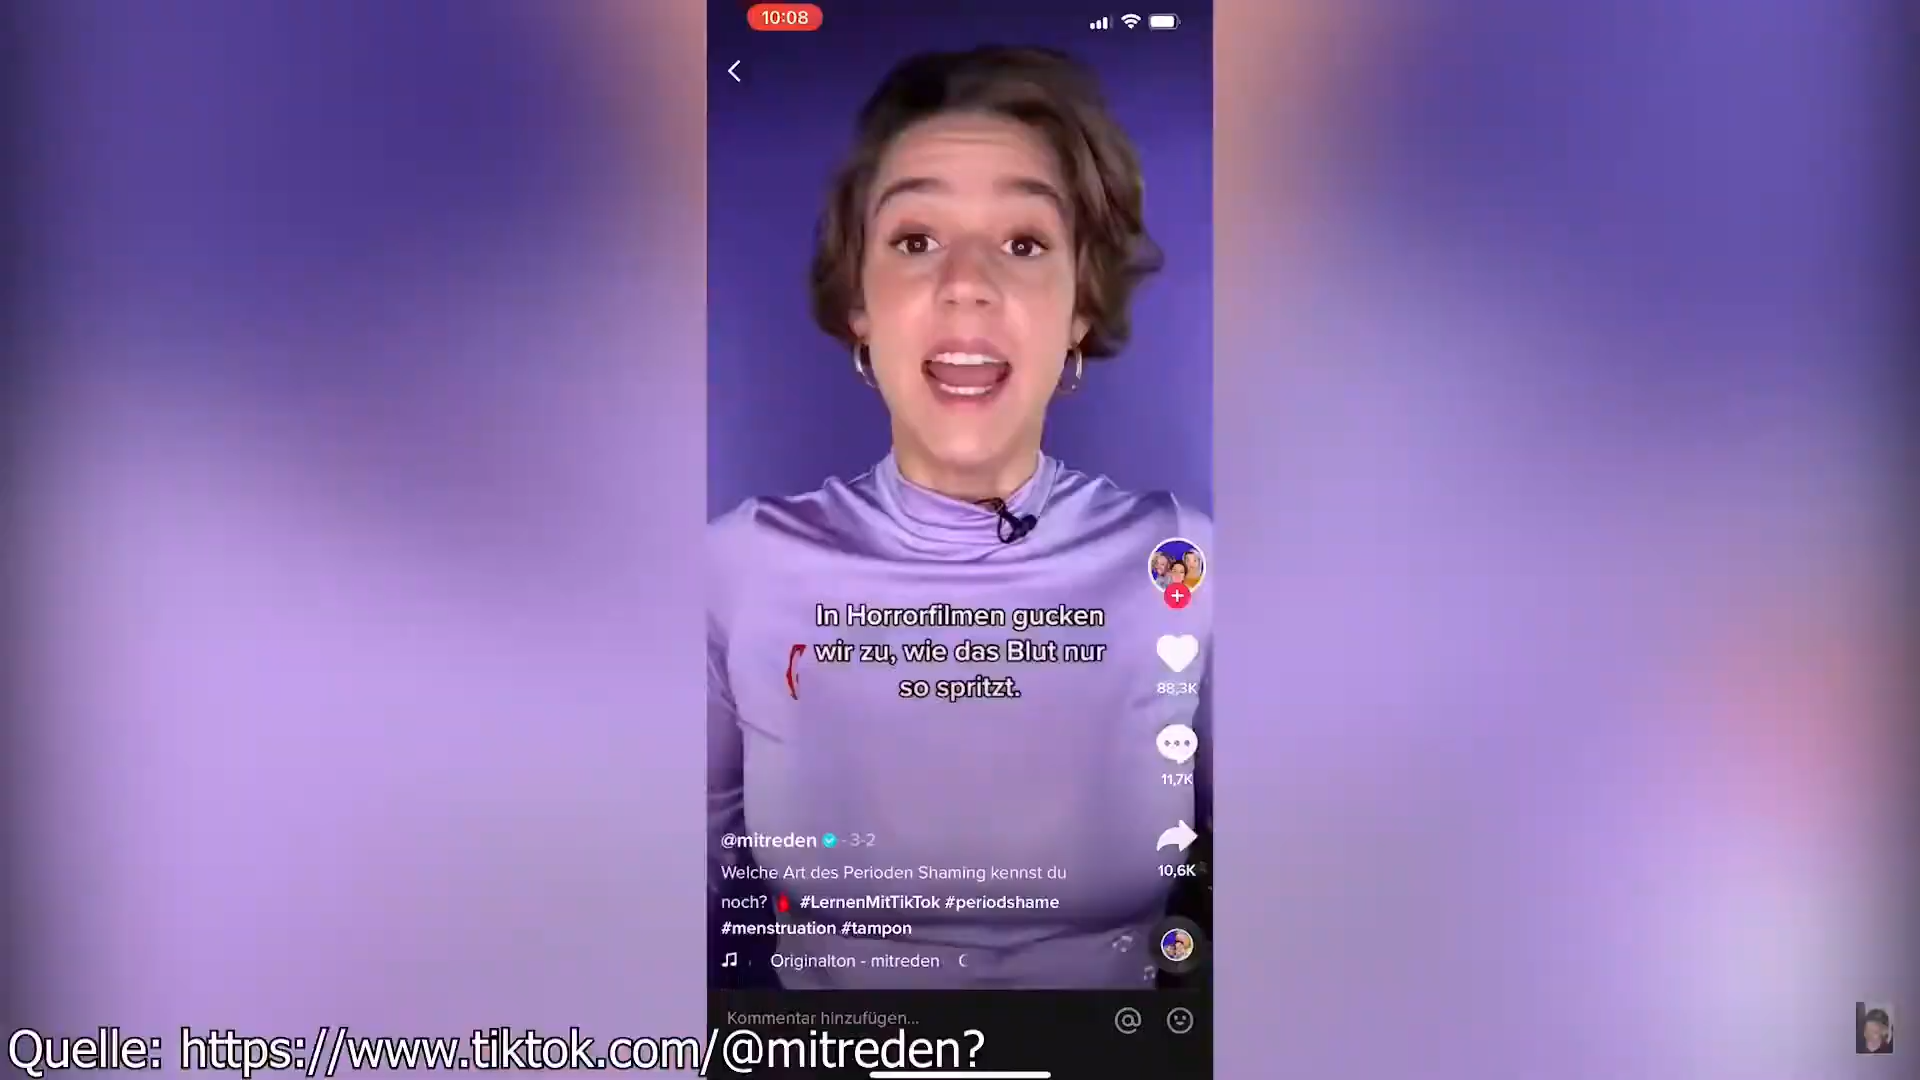 10:08
In Horrorfilmen gucken
wir zu, wie das Blut nur
so spritzt.
88,3K
11,7K
10,6K
@mitreden - 3-2
Welche Art des Perioden Shaming kennst du
noch? #LernenMitTikTok #periodshame
#menstruation #tampon
Originalton - mitreden
Kommentar hinzufügen...
Quelle: https://www.tiktok.com/@mitreden?